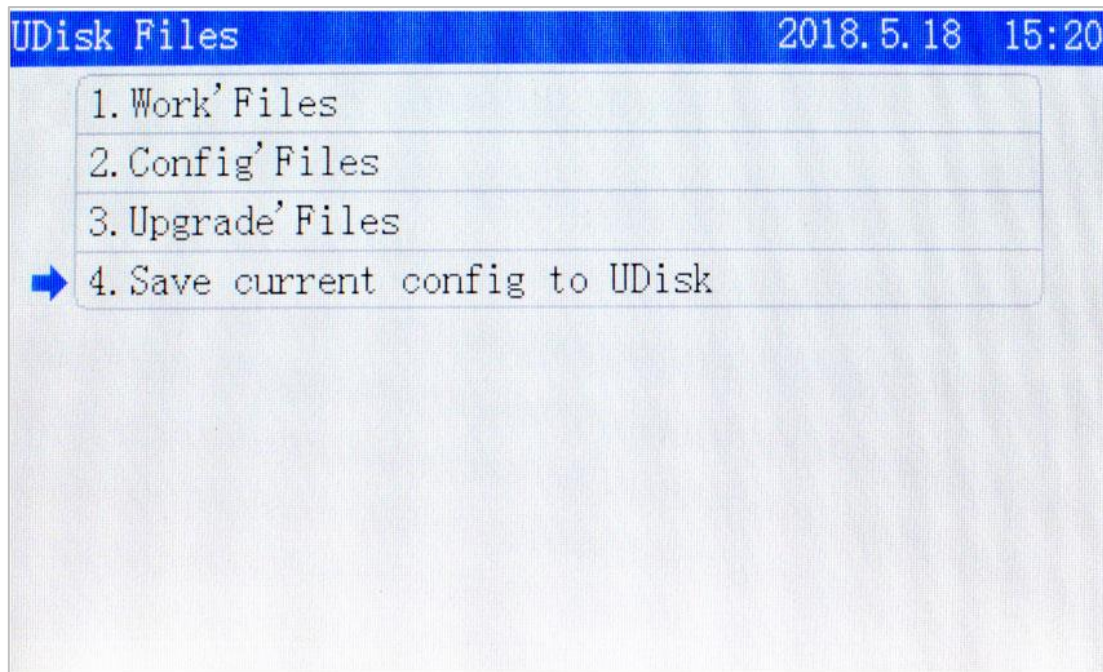 UDisk Files 2018.5.18 15:20
1.Work'Files
2.Config'Files
3.Upgrade'Files
4.Save current config to UDisk